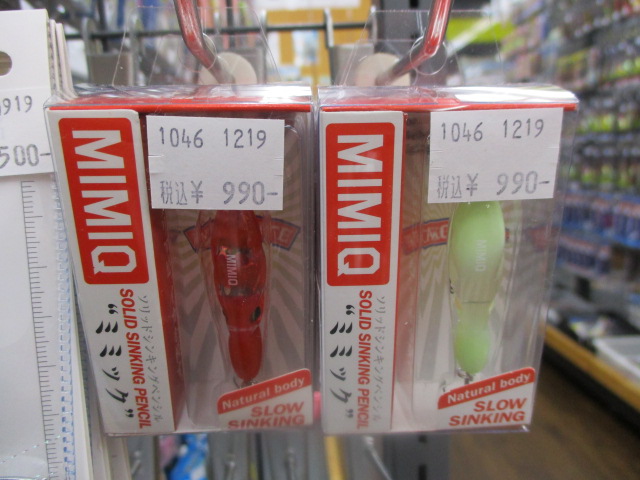 0919
500-
1046 1219
税込¥ 990-
MIMIQ
SOLID SINKING PENCIL
ソリッドシンキングペンシル
“ミミック”
MIMIQ
Natural body
SLOW
SINKING
1046 1219
税込¥ 990-
MIMIQ
SOLID SINKING PENCIL
ソリッドシンキングペンシル
“ミミック”
MIMIQ
Natural body
SLOW
SINKING